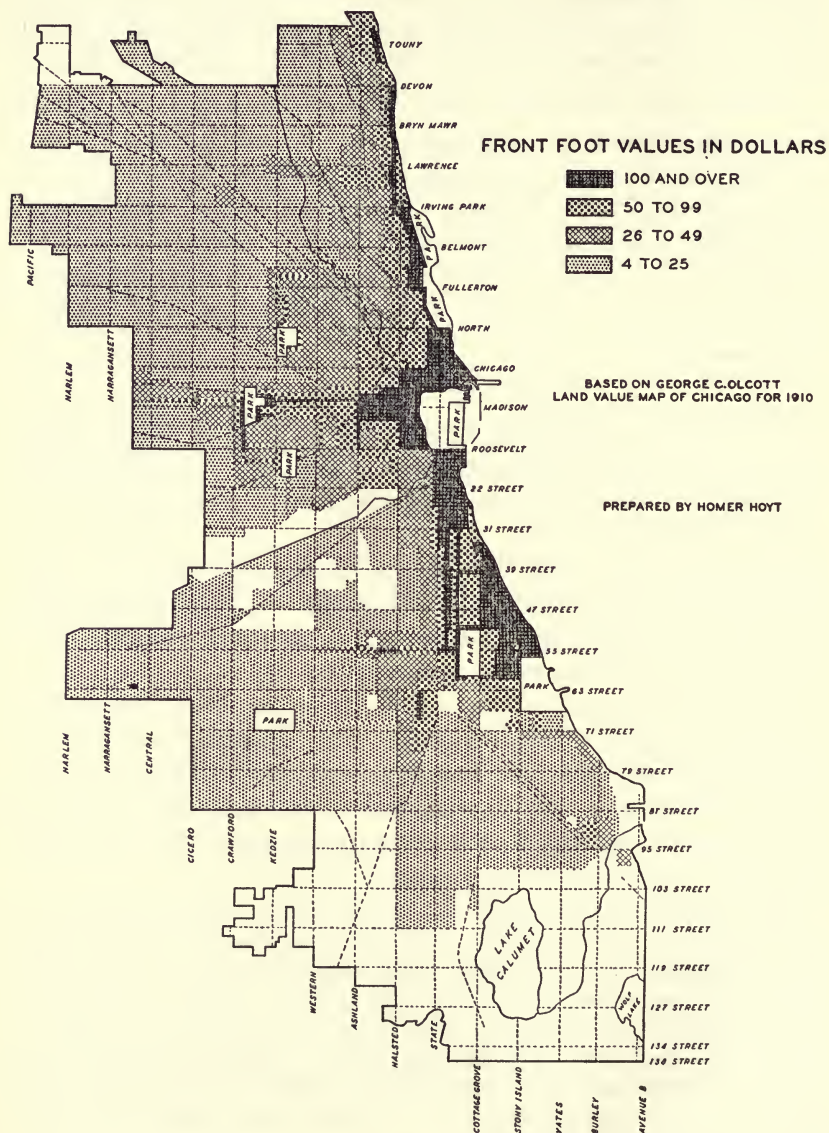 TOUHY
DEVON
BRYN MAWR
LAWRENCE
IRVING PARK
PARK
BELMONT
FULLERTON
PARK
NORTH
CHICAGO
MADISON
PARK
ROOSEVELT
22 STREET
31 STREET
39 STREET
47 STREET
55 STREET
PARK
63 STREET
71 STREET
79 STREET
87 STREET
95 STREET
103 STREET
111 STREET
119 STREET
127 STREET
134 STREET
138 STREET
FRONT FOOT VALUES IN DOLLARS
100 AND OVER
50 TO 99
26 TO 49
4 TO 25
BASED ON GEORGE C. OLCOTT
LAND VALUE MAP OF CHICAGO FOR 1910
PREPARED BY HOMER HOYT
PACIFIC
HARLEM
NARRAGANSETT
PARK
PARK
PARK
PARK
PARK
HARLEM
NARRAGANSETT
CENTRAL
CICERO
CRAWFORD
KEDZIE
WESTERN
ASHLAND
HALSTED
STATE
COTTAGE GROVE
STONY ISLAND
YATES
BURLEY
AVENUE B
LAKE
CALUMET
WOLF
LAKE